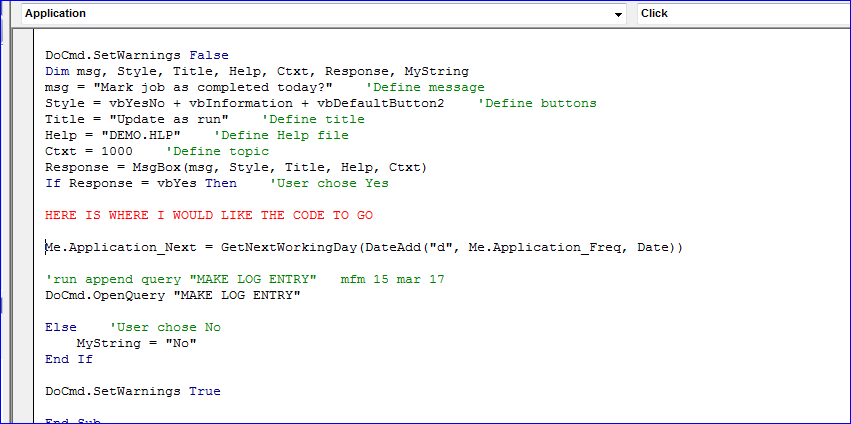 Application Click
DoCmd.SetWarnings False
Dim msg, Style, Title, Help, Ctxt, Response, MyString
msg = "Mark job as completed today?"    'Define message
Style = vbYesNo + vbInformation + vbDefaultButton2    'Define buttons
Title = "Update as run"    'Define title
Help = "DEMO.HLP"    'Define Help file
Ctxt = 1000    'Define topic
Response = MsgBox(msg, Style, Title, Help, Ctxt)
If Response = vbYes Then    'User chose Yes
HERE IS WHERE I WOULD LIKE THE CODE TO GO
Me.Application_Next = GetNextWorkingDay(DateAdd("d", Me.Application_Freq, Date))
'run append query "MAKE LOG ENTRY"   mfm 15 mar 17
DoCmd.OpenQuery "MAKE LOG ENTRY"
Else    'User chose No
    MyString = "No"
End If
DoCmd.SetWarnings True
End Sub